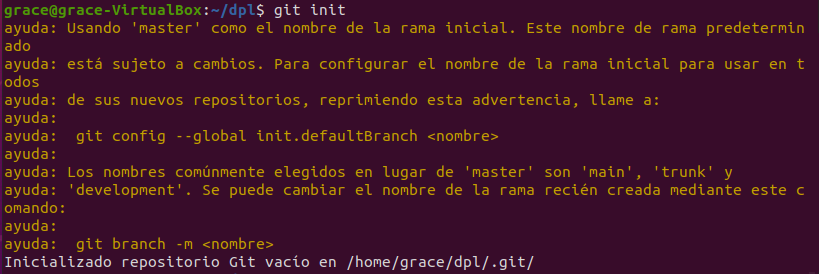 grace@grace-VirtualBox:~/dpl$ git init
ayuda: Usando 'master' como el nombre de la rama inicial. Este nombre de rama predetermin
ado
ayuda: está sujeto a cambios. Para configurar el nombre de la rama inicial para usar en t
odos
ayuda: de sus nuevos repositorios, reprimiendo esta advertencia, llame a:
ayuda:
ayuda:  git config --global init.defaultBranch <nombre>
ayuda:
ayuda: Los nombres comúnmente elegidos en lugar de 'master' son 'main', 'trunk' y
ayuda: 'development'. Se puede cambiar el nombre de la rama recién creada mediante este c
omando:
ayuda:
ayuda:  git branch -m <nombre>
Inicializado repositorio Git vacío en /home/grace/dpl/.git/